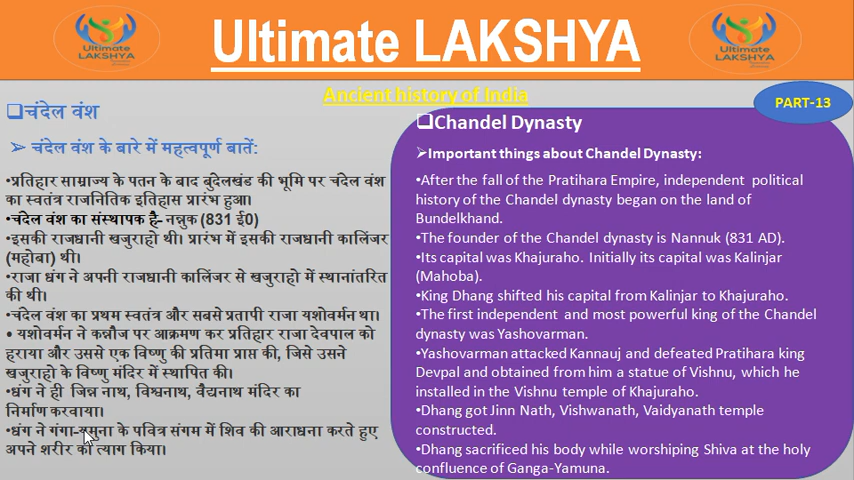 Ultimate
LAKSHYA
Ultimate LAKSHYA
Ultimate
LAKSHYA
Ancient history of India
PART-13
❑चंदेल वंश
➢ चंदेल वंश के बारे में महत्वपूर्ण बातें:
•प्रतिहार साम्राज्य के पतन के बाद बुंदेलखंड की भूमि पर चंदेल वंश
का स्वतंत्र राजनितिक इतिहास प्रारंभ हुआ।
•चंदेल वंश का संस्थापक है- नन्नुक (831 ई0)
•इसकी राजधानी खजुराहो थी। प्रारंभ में इसकी राजधानी कालिंजर
(महोबा) थी।
•राजा धंग ने अपनी राजधानी कालिंजर से खजुराहो में स्थानांतरित
की थी।
•चंदेल वंश का प्रथम स्वतंत्र और सबसे प्रतापी राजा यशोवर्मन था।
• यशोवर्मन ने कन्नौज पर आक्रमण कर प्रतिहार राजा देवपाल को
हराया और उससे एक विष्णु की प्रतिमा प्राप्त की, जिसे उसने
खजुराहो के विष्णु मंदिर में स्थापित की।
•धंग ने ही जिन्न नाथ, विश्वनाथ, वैद्यनाथ मंदिर का
निर्माण करवाया।
•धंग ने गंगा-यमुना के पवित्र संगम में शिव की आराधना करते हुए
अपने शरीर का त्याग किया।
❑Chandel Dynasty
➢Important things about Chandel Dynasty:
•After the fall of the Pratihara Empire, independent political
history of the Chandel dynasty began on the land of
Bundelkhand.
•The founder of the Chandel dynasty is Nannuk (831 AD).
•Its capital was Khajuraho. Initially its capital was Kalinjar
(Mahoba).
•King Dhang shifted his capital from Kalinjar to Khajuraho.
•The first independent and most powerful king of the Chandel
dynasty was Yashovarman.
•Yashovarman attacked Kannauj and defeated Pratihara king
Devpal and obtained from him a statue of Vishnu, which he
installed in the Vishnu temple of Khajuraho.
•Dhang got Jinn Nath, Vishwanath, Vaidyanath temple
constructed.
•Dhang sacrificed his body while worshiping Shiva at the holy
confluence of Ganga-Yamuna.